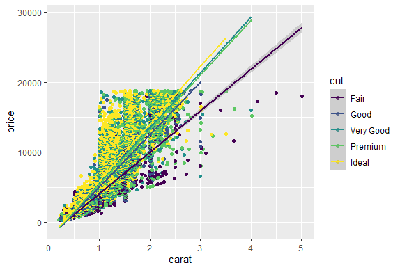 30000
20000
10000
0
price
0
1
2
3
4
5
carat
cut
Fair
Good
Very Good
Premium
Ideal